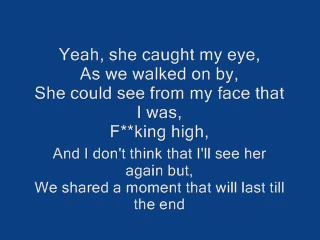 Yeah, she caught my eye,
As we walked on by,
She could see from my face that
I was,
F**king high,
And I don't think that I'll see her
again but,
We shared a moment that will last till
the end